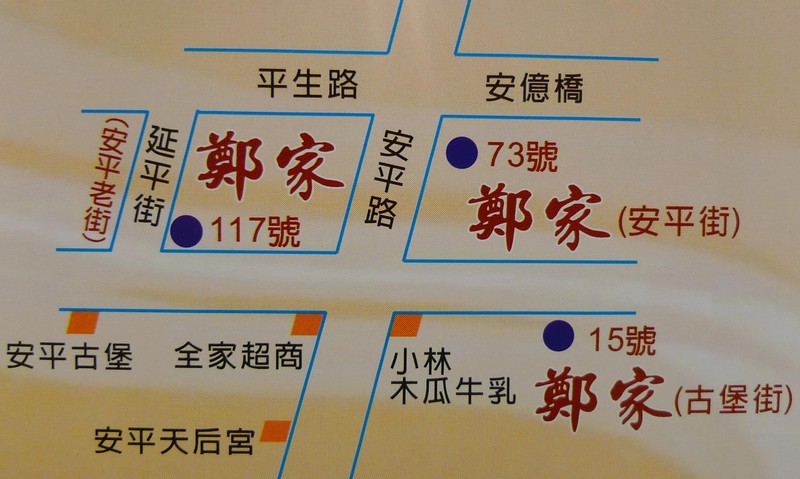 平生路
安億橋
(安平老街)
延平街
鄭家
117號
安平路
73號
鄭家(安平街)
安平古堡
全家超商
小林
木瓜牛乳
15號
鄭家(古堡街)
安平天后宮